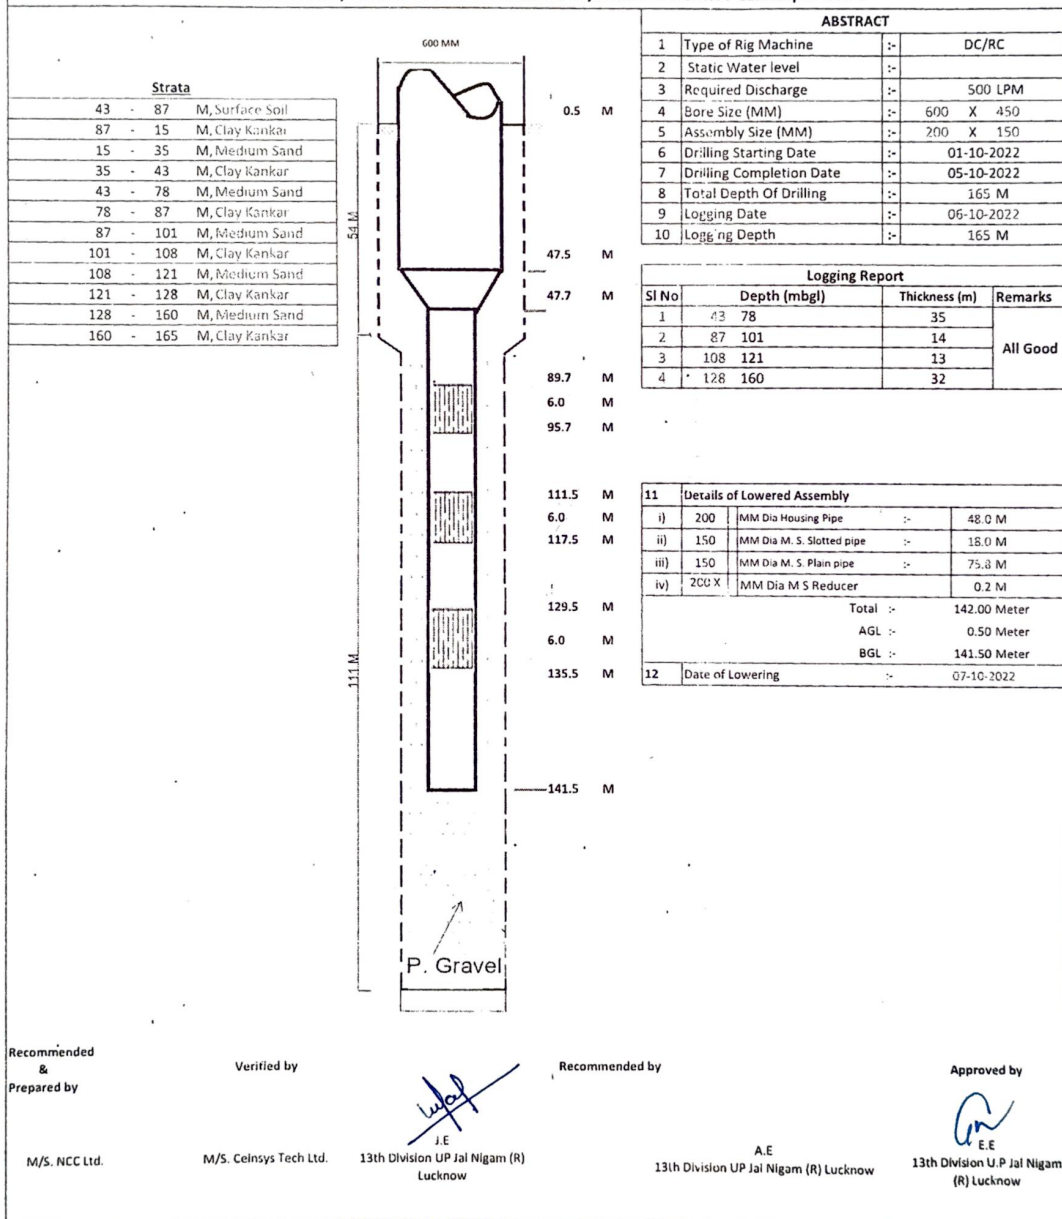 ABSTRACT
1 Type of Rig Machine :- DC/RC
2 Static Water level :-
3 Required Discharge :- 500 LPM
4 Bore Size (MM) :- 600 X 450
5 Assembly Size (MM) :- 200 X 150
6 Drilling Starting Date :- 01-10-2022
7 Drilling Completion Date :- 05-10-2022
8 Total Depth Of Drilling :- 165 M
9 Logging Date :- 06-10-2022
10 Logging Depth :- 165 M
Strata
43 - 87 M, Surface Soil
87 - 15 M, Clay Kankar
15 - 35 M, Medium Sand
35 - 43 M, Clay Kankar
43 - 78 M, Medium Sand
78 - 87 M, Clay Kankar
87 - 101 M, Medium Sand
101 - 108 M, Clay Kankar
108 - 121 M, Medium Sand
121 - 128 M, Clay Kankar
128 - 160 M, Medium Sand
160 - 165 M, Clay Kankar
600 MM
54 M
111 M
0.5 M
47.5 M
47.7 M
89.7 M
6.0 M
95.7 M
111.5 M
6.0 M
117.5 M
129.5 M
6.0 M
135.5 M
141.5 M
P. Gravel
Logging Report
Sl No Depth (mbgl) Thickness (m) Remarks
1 43 78 35
2 87 101 14
3 108 121 13
4 128 160 32
All Good
11 Details of Lowered Assembly
i) 200 MM Dia Housing Pipe :- 48.0 M
ii) 150 MM Dia M. S. Slotted pipe :- 18.0 M
iii) 150 MM Dia M. S. Plain pipe :- 75.8 M
iv) 200 X MM Dia M S Reducer 0.2 M
Total :- 142.00 Meter
AGL :- 0.50 Meter
BGL :- 141.50 Meter
12 Date of Lowering :- 07-10-2022
Recommended
&
Prepared by
M/S. NCC Ltd.
Verified by
M/S. Ceinsys Tech Ltd.
J.E
13th Division UP Jal Nigam (R)
Lucknow
Recommended by
A.E
13th Division UP Jal Nigam (R) Lucknow
Approved by
E.E
13th Division U.P Jal Nigam
(R) Lucknow